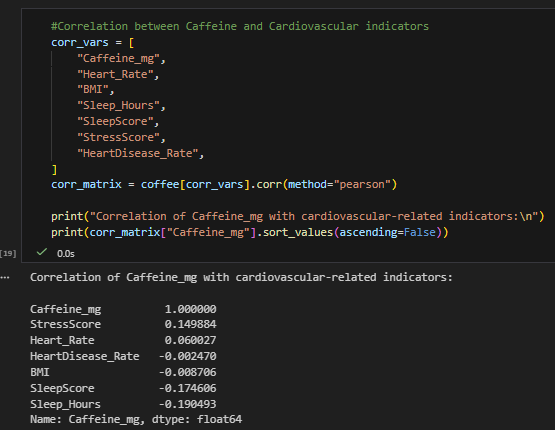 #Correlation between Caffeine and Cardiovascular indicators
corr_vars = [
    "Caffeine_mg",
    "Heart_Rate",
    "BMI",
    "Sleep_Hours",
    "SleepScore",
    "StressScore",
    "HeartDisease_Rate",
]
corr_matrix = coffee[corr_vars].corr(method="pearson")
print("Correlation of Caffeine_mg with cardiovascular-related indicators:\n")
print(corr_matrix["Caffeine_mg"].sort_values(ascending=False))
[19] ✓ 0.0s
... Correlation of Caffeine_mg with cardiovascular-related indicators:
Caffeine_mg          1.000000
StressScore          0.149884
Heart_Rate           0.060027
HeartDisease_Rate   -0.002470
BMI                 -0.008706
SleepScore          -0.174606
Sleep_Hours         -0.190493
Name: Caffeine_mg, dtype: float64